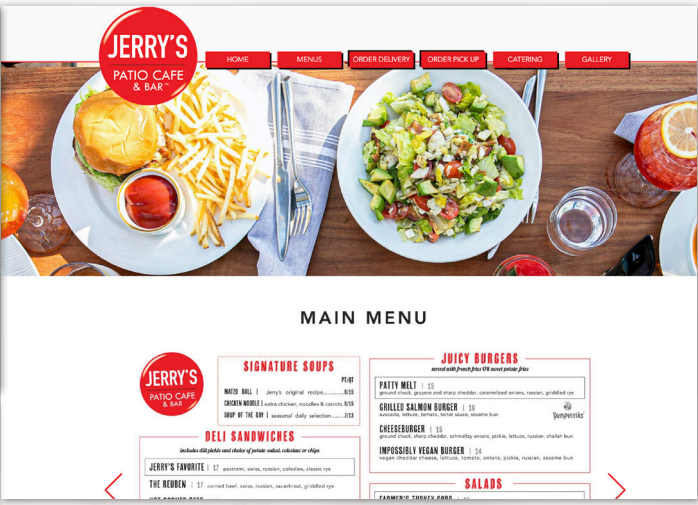 JERRY'S
PATIO CAFE
& BAR™
HOME
MENUS
ORDER DELIVERY
ORDER PICK UP
CATERING
GALLERY
MAIN MENU
JERRY'S
PATIO CAFE
& BAR
SIGNATURE SOUPS
PT/QT
MATZO BALL | Jerry's original recipe..........8/15
CHICKEN NOODLE | extra chicken, noodles & carrots. 8/15
SOUP OF THE DAY | seasonal daily selection........7/13
DELI SANDWICHES
includes dill pickle and choice of potato salad, coleslaw or chips
JERRY'S FAVORITE | 17 pastrami, swiss, russian, coleslaw, classic rye
THE REUBEN | 17 corned beef, swiss, russian, sauerkraut, griddled rye
JUICY BURGERS
served with french fries OR sweet potato fries
PATTY MELT | 15
ground chuck, gruyere and sharp cheddar, caramelized onions, russian, griddled rye
GRILLED SALMON BURGER | 16
avocado, lettuce, tomato, tartar sauce, sesame bun
CHEESEBURGER | 15
ground chuck, sharp cheddar, schmaltzy onions, pickle, lettuce, russian, challah bun
IMPOSSIBLY VEGAN BURGER | 14
vegan cheddar cheese, lettuce, tomato, onions, pickle, russian, sesame bun
SALADS